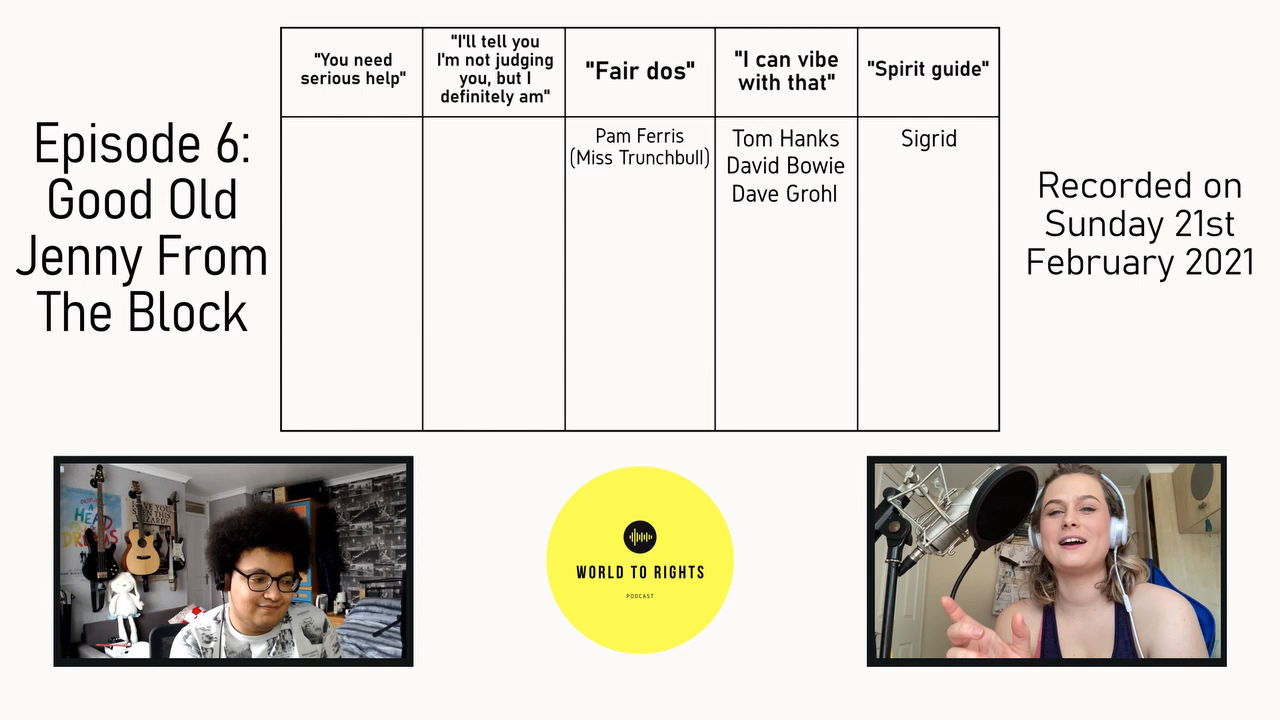 Episode 6:
Good Old
Jenny From
The Block
"You need
serious help"
"I'll tell you
I'm not judging
you, but I
definitely am"
"Fair dos"
"I can vibe
with that"
"Spirit guide"
Pam Ferris
(Miss Trunchbull)
Tom Hanks
David Bowie
Dave Grohl
Sigrid
Recorded on
Sunday 21st
February 2021
A
HEAD
WORLD TO RIGHTS
PODCAST